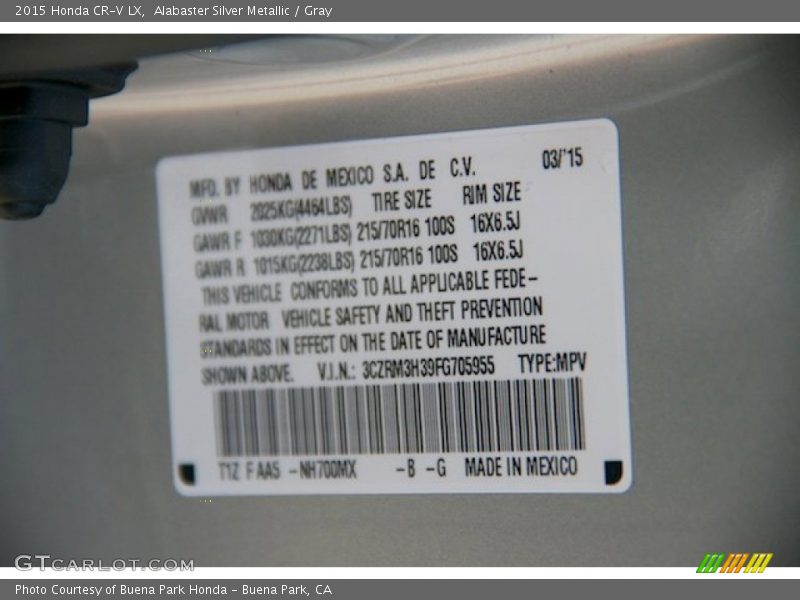 2015 Honda CR-V LX, Alabaster Silver Metallic / Gray
MFD. BY HONDA DE MEXICO S.A. DE C.V. 03/'15
GVWR 2025KG(4464LBS) TIRE SIZE RIM SIZE
GAWR F 1030KG(2271LBS) 215/70R16 100S 16X6.5J
GAWR R 1015KG(2238LBS) 215/70R16 100S 16X6.5J
THIS VEHICLE CONFORMS TO ALL APPLICABLE FEDE-
RAL MOTOR VEHICLE SAFETY AND THEFT PREVENTION
STANDARDS IN EFFECT ON THE DATE OF MANUFACTURE
SHOWN ABOVE. V.I.N.: 3CZRM3H39FG705955 TYPE:MPV
T1Z F AA5 -NH700MX -B -G MADE IN MEXICO
GTCARLOT.COM
Photo Courtesy of Buena Park Honda - Buena Park, CA